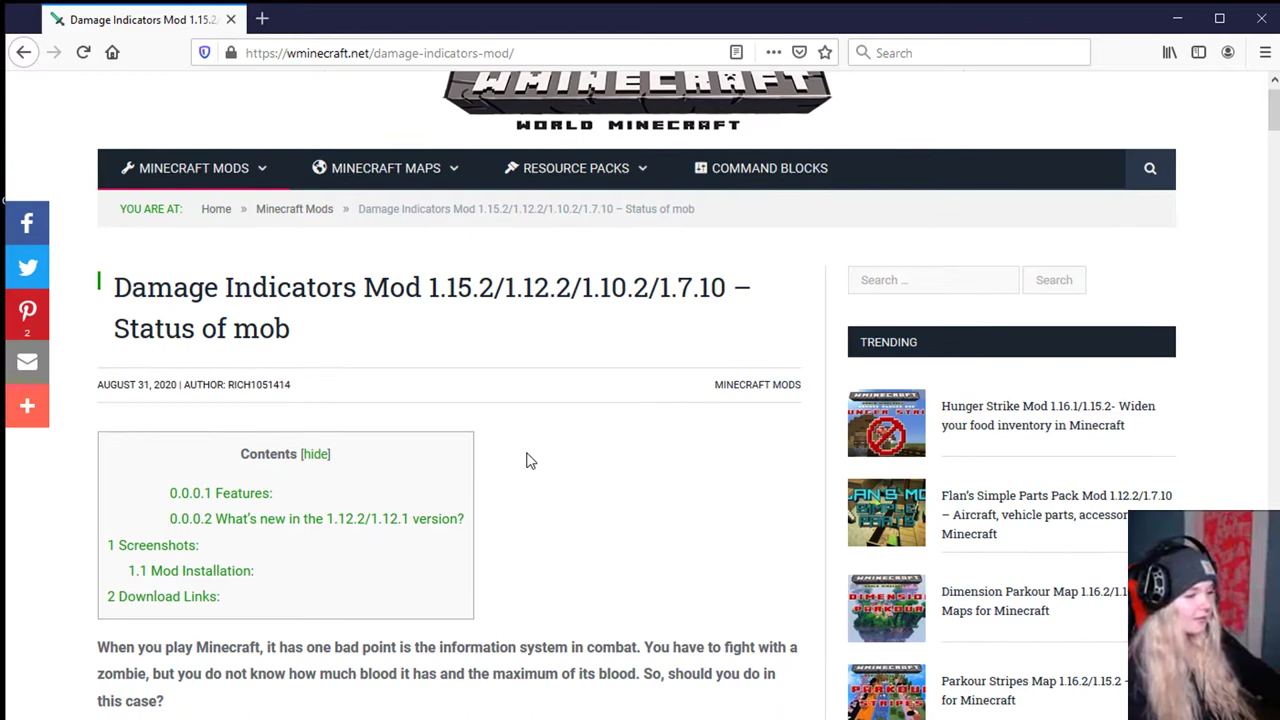 Damage Indicators Mod 1.15.2/
https://wminecraft.net/damage-indicators-mod/
Search
WMINECRAFT
WORLD MINECRAFT
MINECRAFT MODS
MINECRAFT MAPS
RESOURCE PACKS
COMMAND BLOCKS
YOU ARE AT: Home » Minecraft Mods » Damage Indicators Mod 1.15.2/1.12.2/1.10.2/1.7.10 – Status of mob
2
Damage Indicators Mod 1.15.2/1.12.2/1.10.2/1.7.10 –
Status of mob
AUGUST 31, 2020 | AUTHOR: RICH1051414
MINECRAFT MODS
Contents [hide]
0.0.0.1 Features:
0.0.0.2 What's new in the 1.12.2/1.12.1 version?
1 Screenshots:
1.1 Mod Installation:
2 Download Links:
When you play Minecraft, it has one bad point is the information system in combat. You have to fight with a
zombie, but you do not know how much blood it has and the maximum of its blood. So, should you do in
this case?
Search ...
Search
TRENDING
Hunger Strike Mod 1.16.1/1.15.2- Widen
your food inventory in Minecraft
Flan's Simple Parts Pack Mod 1.12.2/1.7.10
– Aircraft, vehicle parts, accessor
Minecraft
Dimension Parkour Map 1.16.2/1.1
Maps for Minecraft
Parkour Stripes Map 1.16.2/1.15.2 –
for Minecraft